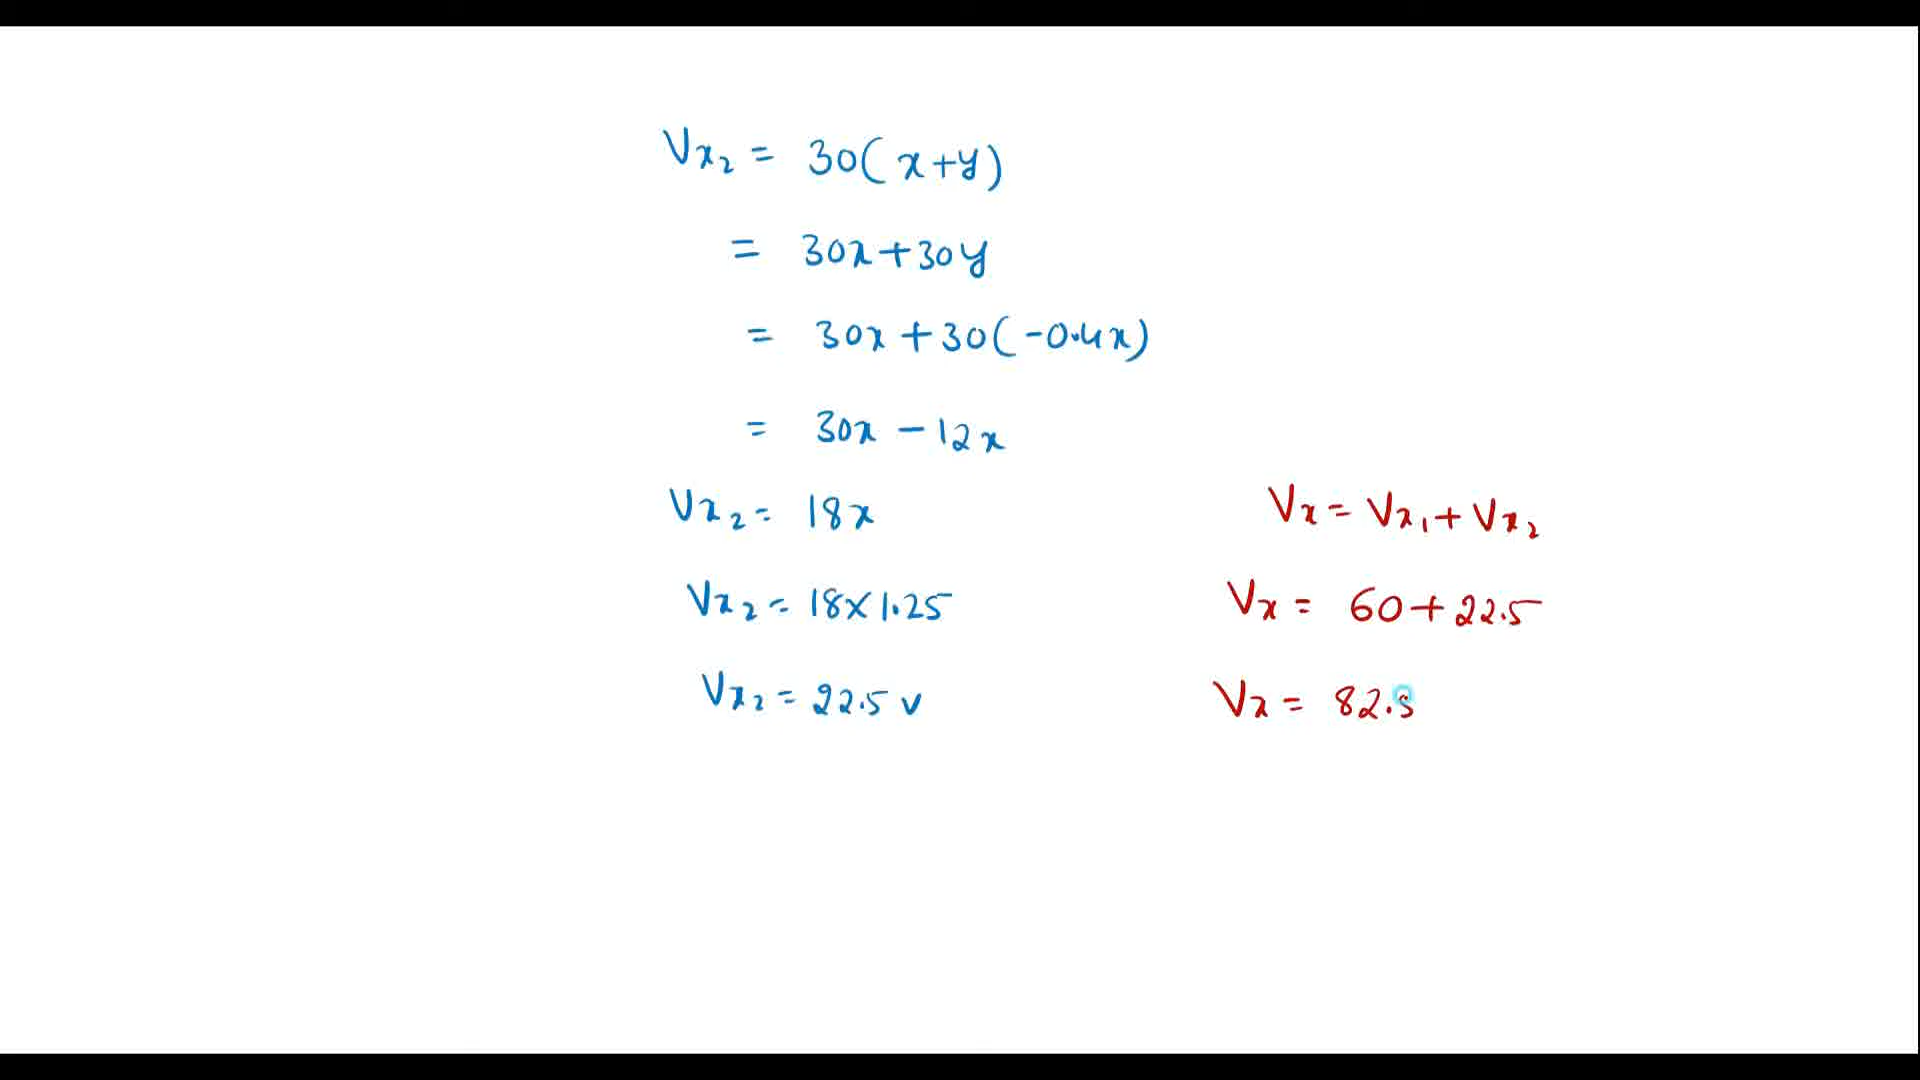 Vx₂ = 30(x+y)
= 30x+30y
= 30x+30(-0.4x)
= 30x - 12x
Vx₂ = 18x
Vx₂ = 18×1.25
Vx₂ = 22.5 v
Vx = Vx₁ + Vx₂
Vx = 60+22.5
Vx = 82.5